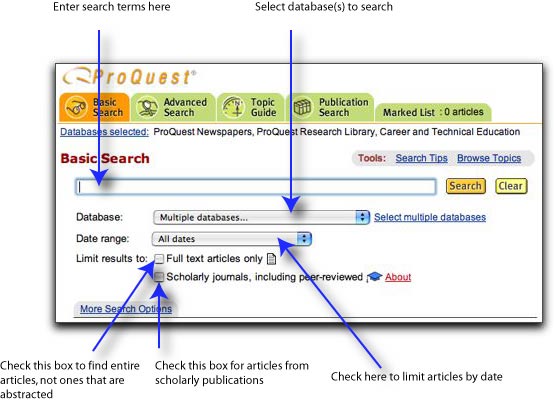 Enter search terms here
Select database(s) to search
ProQuest®
Basic Search
Advanced Search
Topic Guide
Publication Search
Marked List : 0 articles
Databases selected: ProQuest Newspapers, ProQuest Research Library, Career and Technical Education
Basic Search
Tools: Search Tips Browse Topics
Search Clear
Database: Multiple databases... Select multiple databases
Date range: All dates
Limit results to: Full text articles only
Scholarly journals, including peer-reviewed About
More Search Options
Check this box to find entire
articles, not ones that are
abstracted
Check this box for articles from
scholarly publications
Check here to limit articles by date